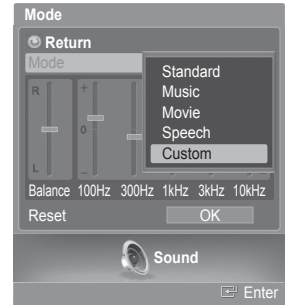 Mode
Return
Mode
Standard
Music
Movie
Speech
Custom
R
+
0
L
–
Balance 100Hz 300Hz 1kHz 3kHz 10kHz
Reset OK
Sound
Enter